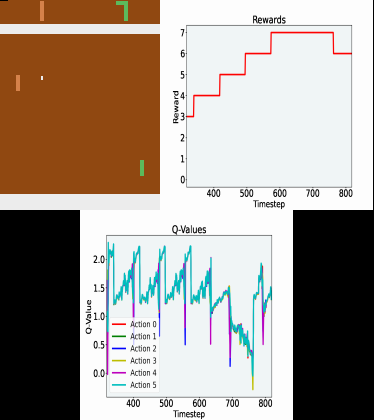 Rewards
7
6
5
4
3
2
1
0
Reward
400 500 600 700 800
Timestep
Q-Values
2.0
1.5
1.0
0.5
0.0
Q-Value
Action 0
Action 1
Action 2
Action 3
Action 4
Action 5
400 500 600 700 800
Timestep